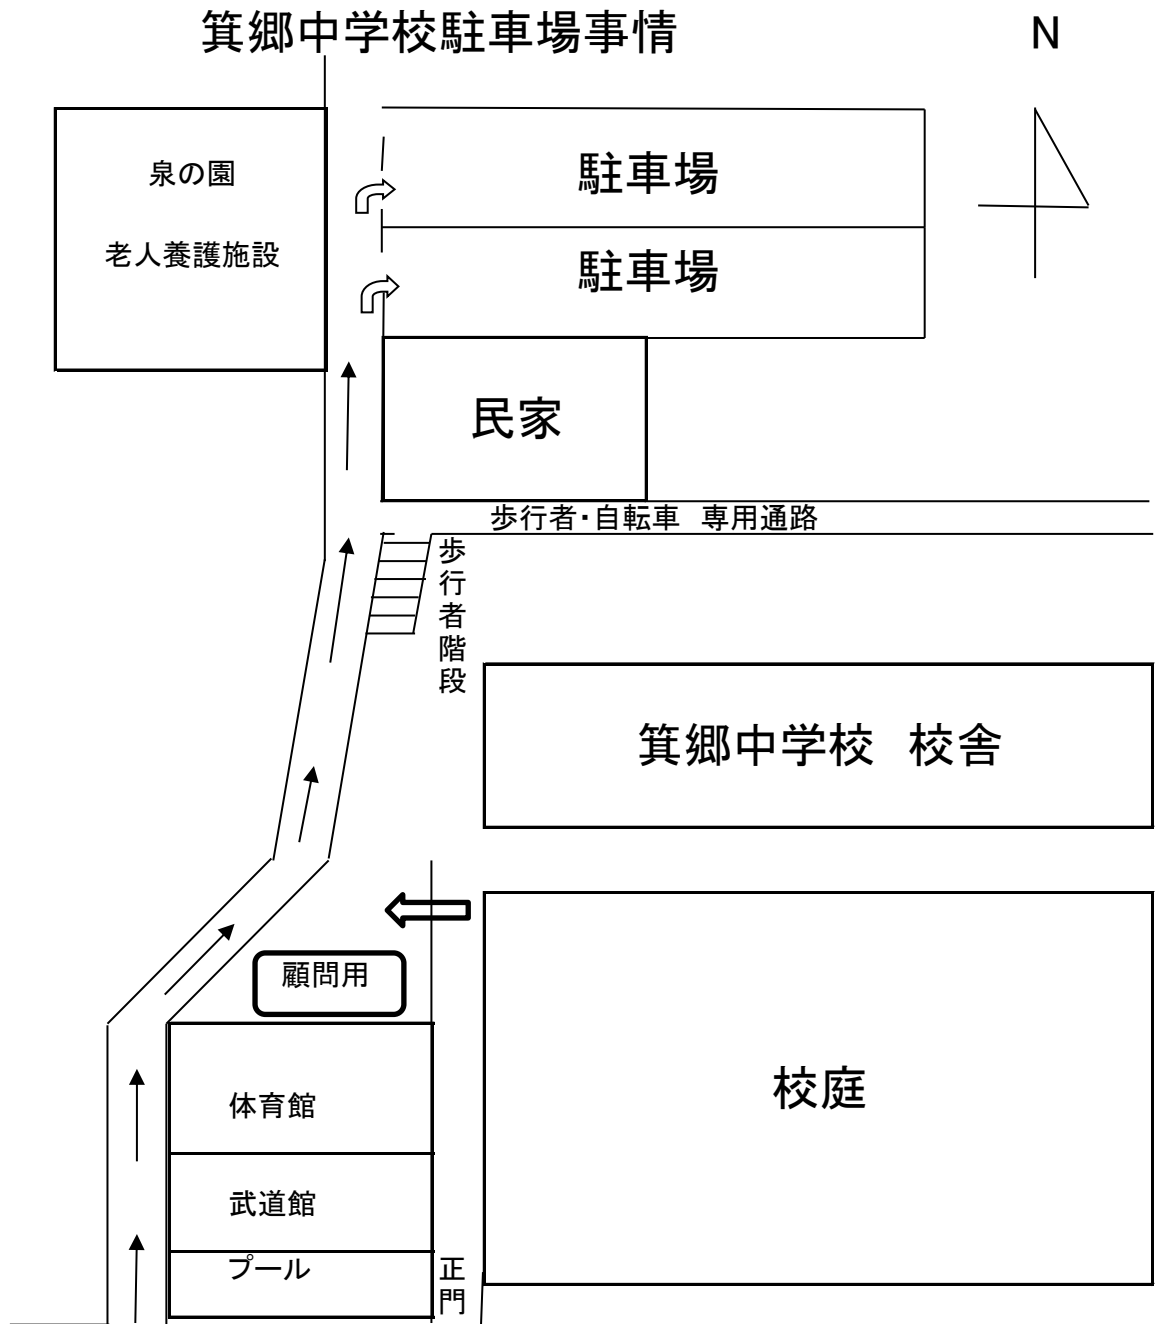 箕郷中学校駐車場事情
N
泉の園
老人養護施設
駐車場
駐車場
民家
歩行者・自転車　専用通路
歩行者階段
箕郷中学校　校舎
顧問用
体育館
武道館
プール
正門
校庭